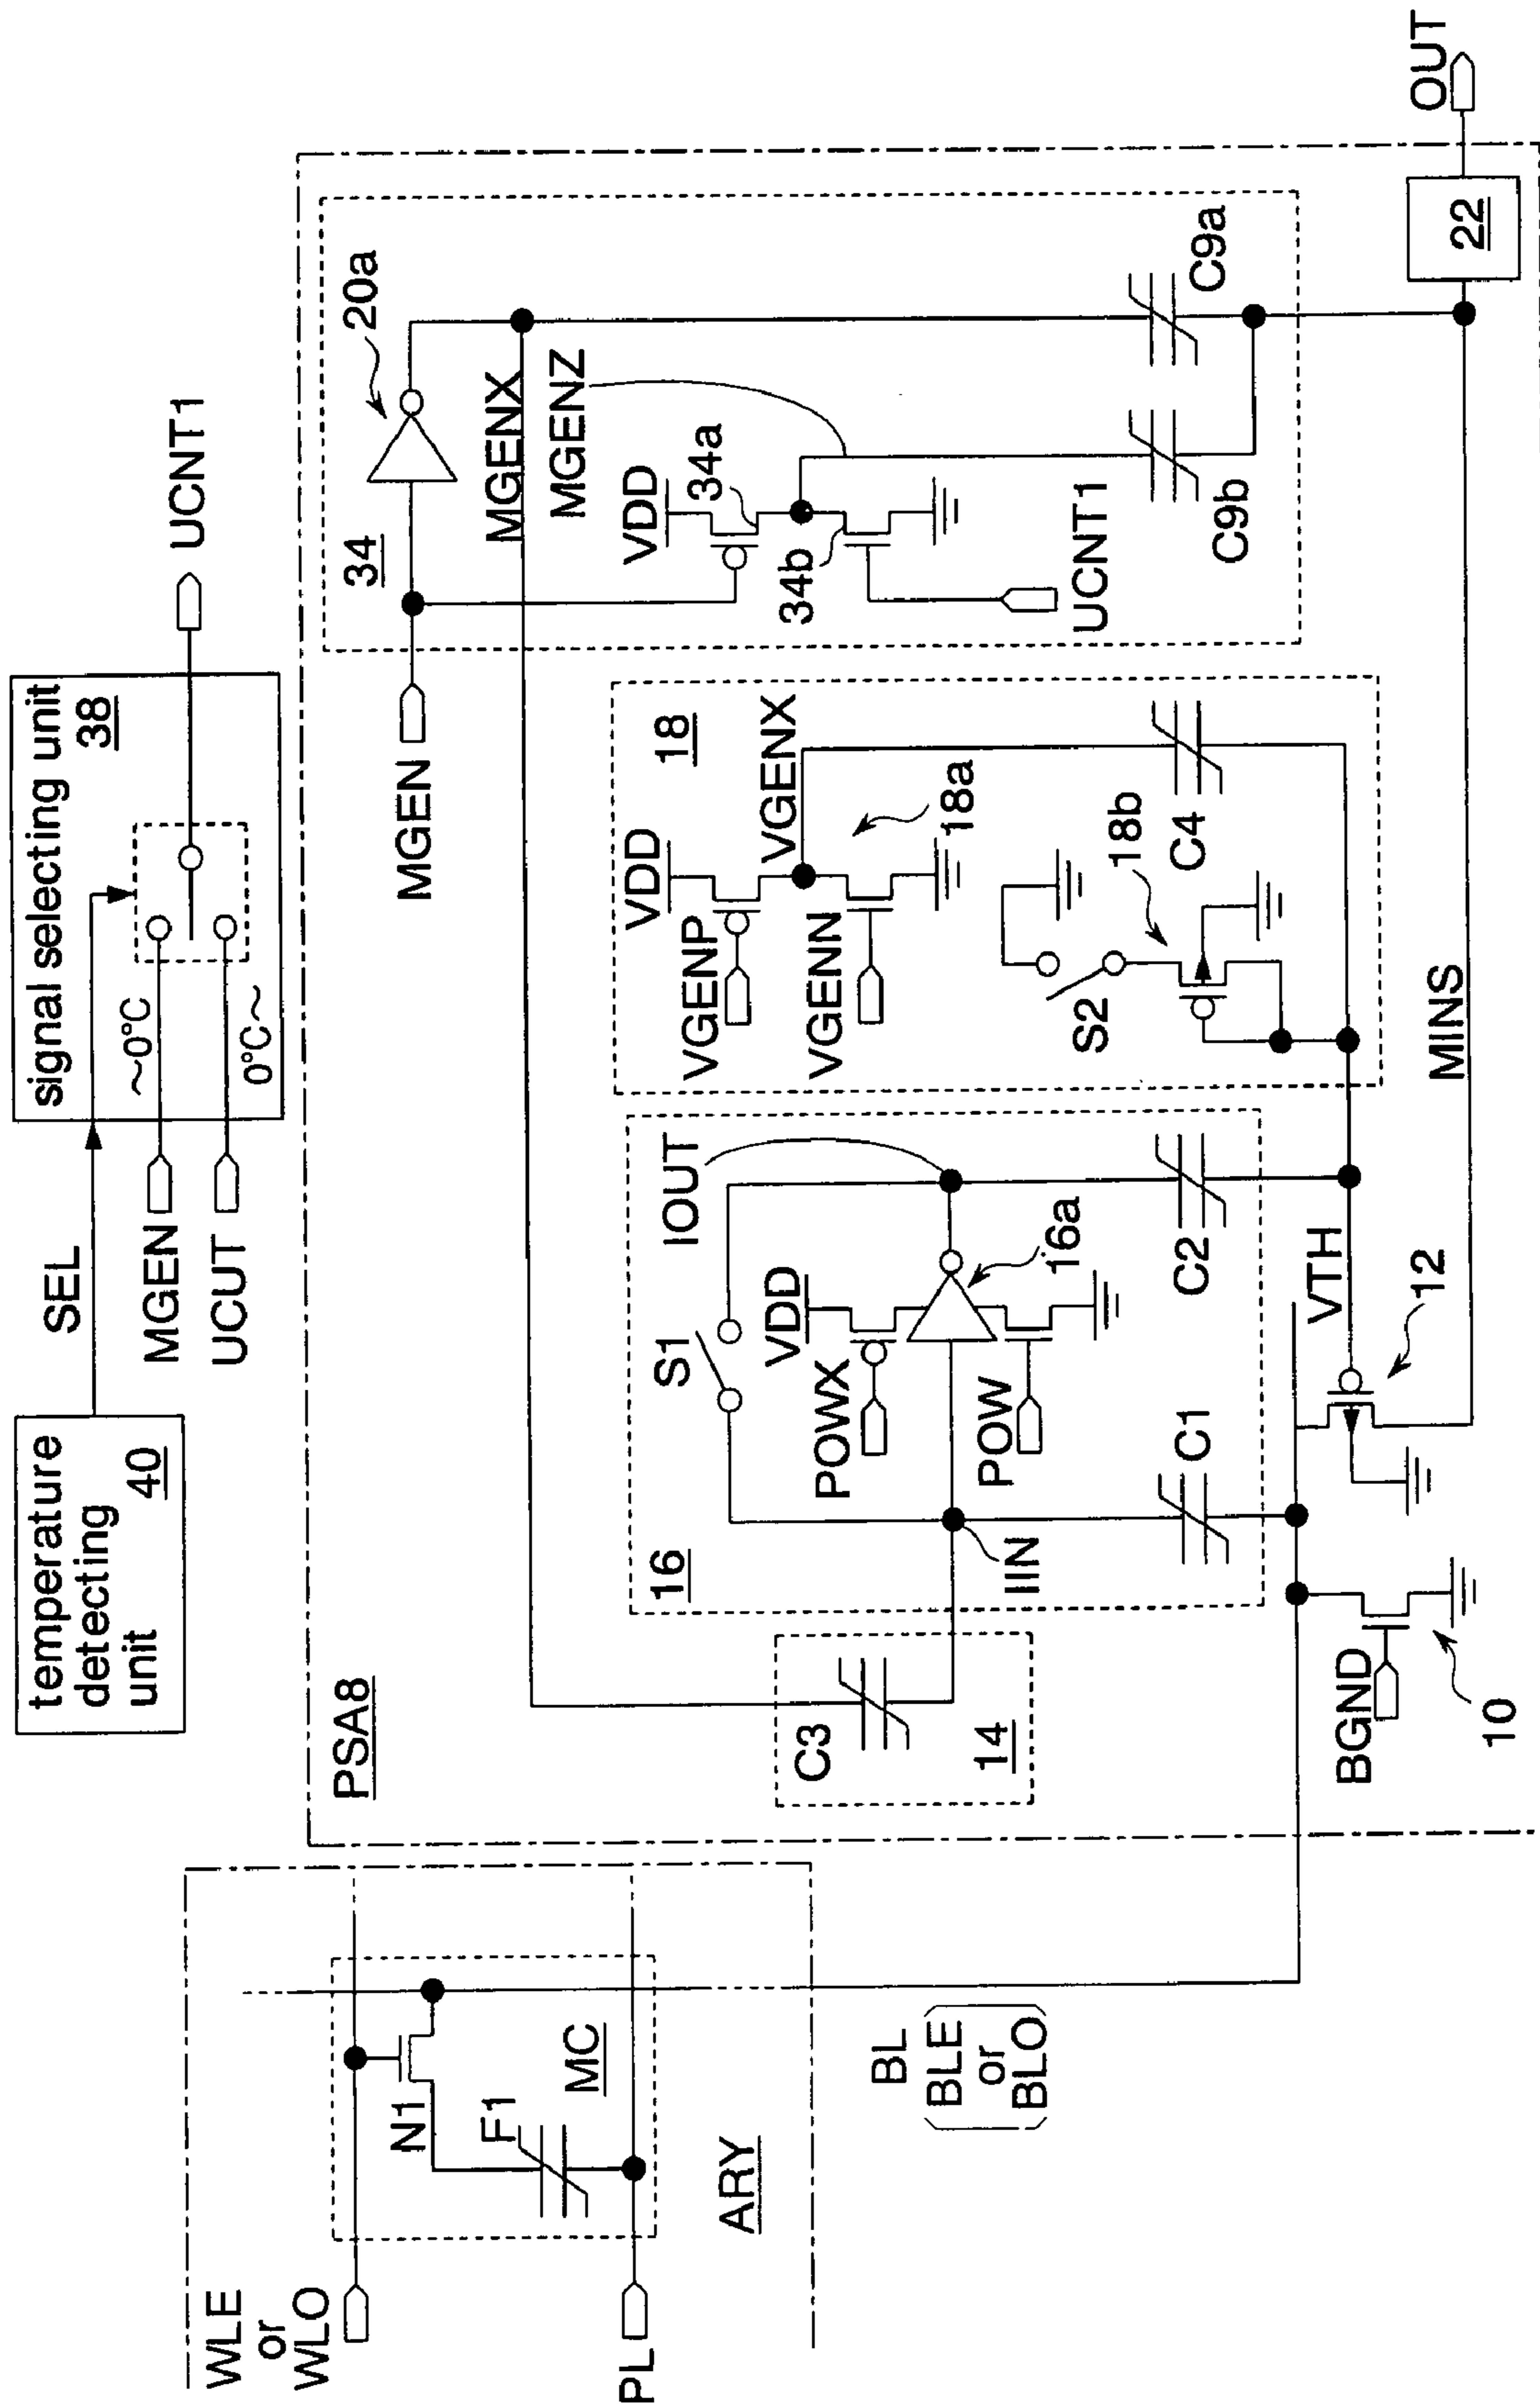 temperature
detecting
unit
40
SEL
signal selecting unit
38
MGEN
~0°C
UCUT
0°C~
UCNT1
WLE
or
WLO
PL
N1
F1
MC
ARY
BL
BLE
or
BLO
PSA8
C3
14
16
S1
IOUT
VDD
POWX
POW
16a
IIN
C1
C2
BGND
10
VTH
12
MINS
18
VDD
VGENP
VGENN
VGENX
18a
S2
18b
C4
MGEN
34
20a
MGENX
MGENZ
VDD
34a
34b
UCNT1
C9b
C9a
22
OUT